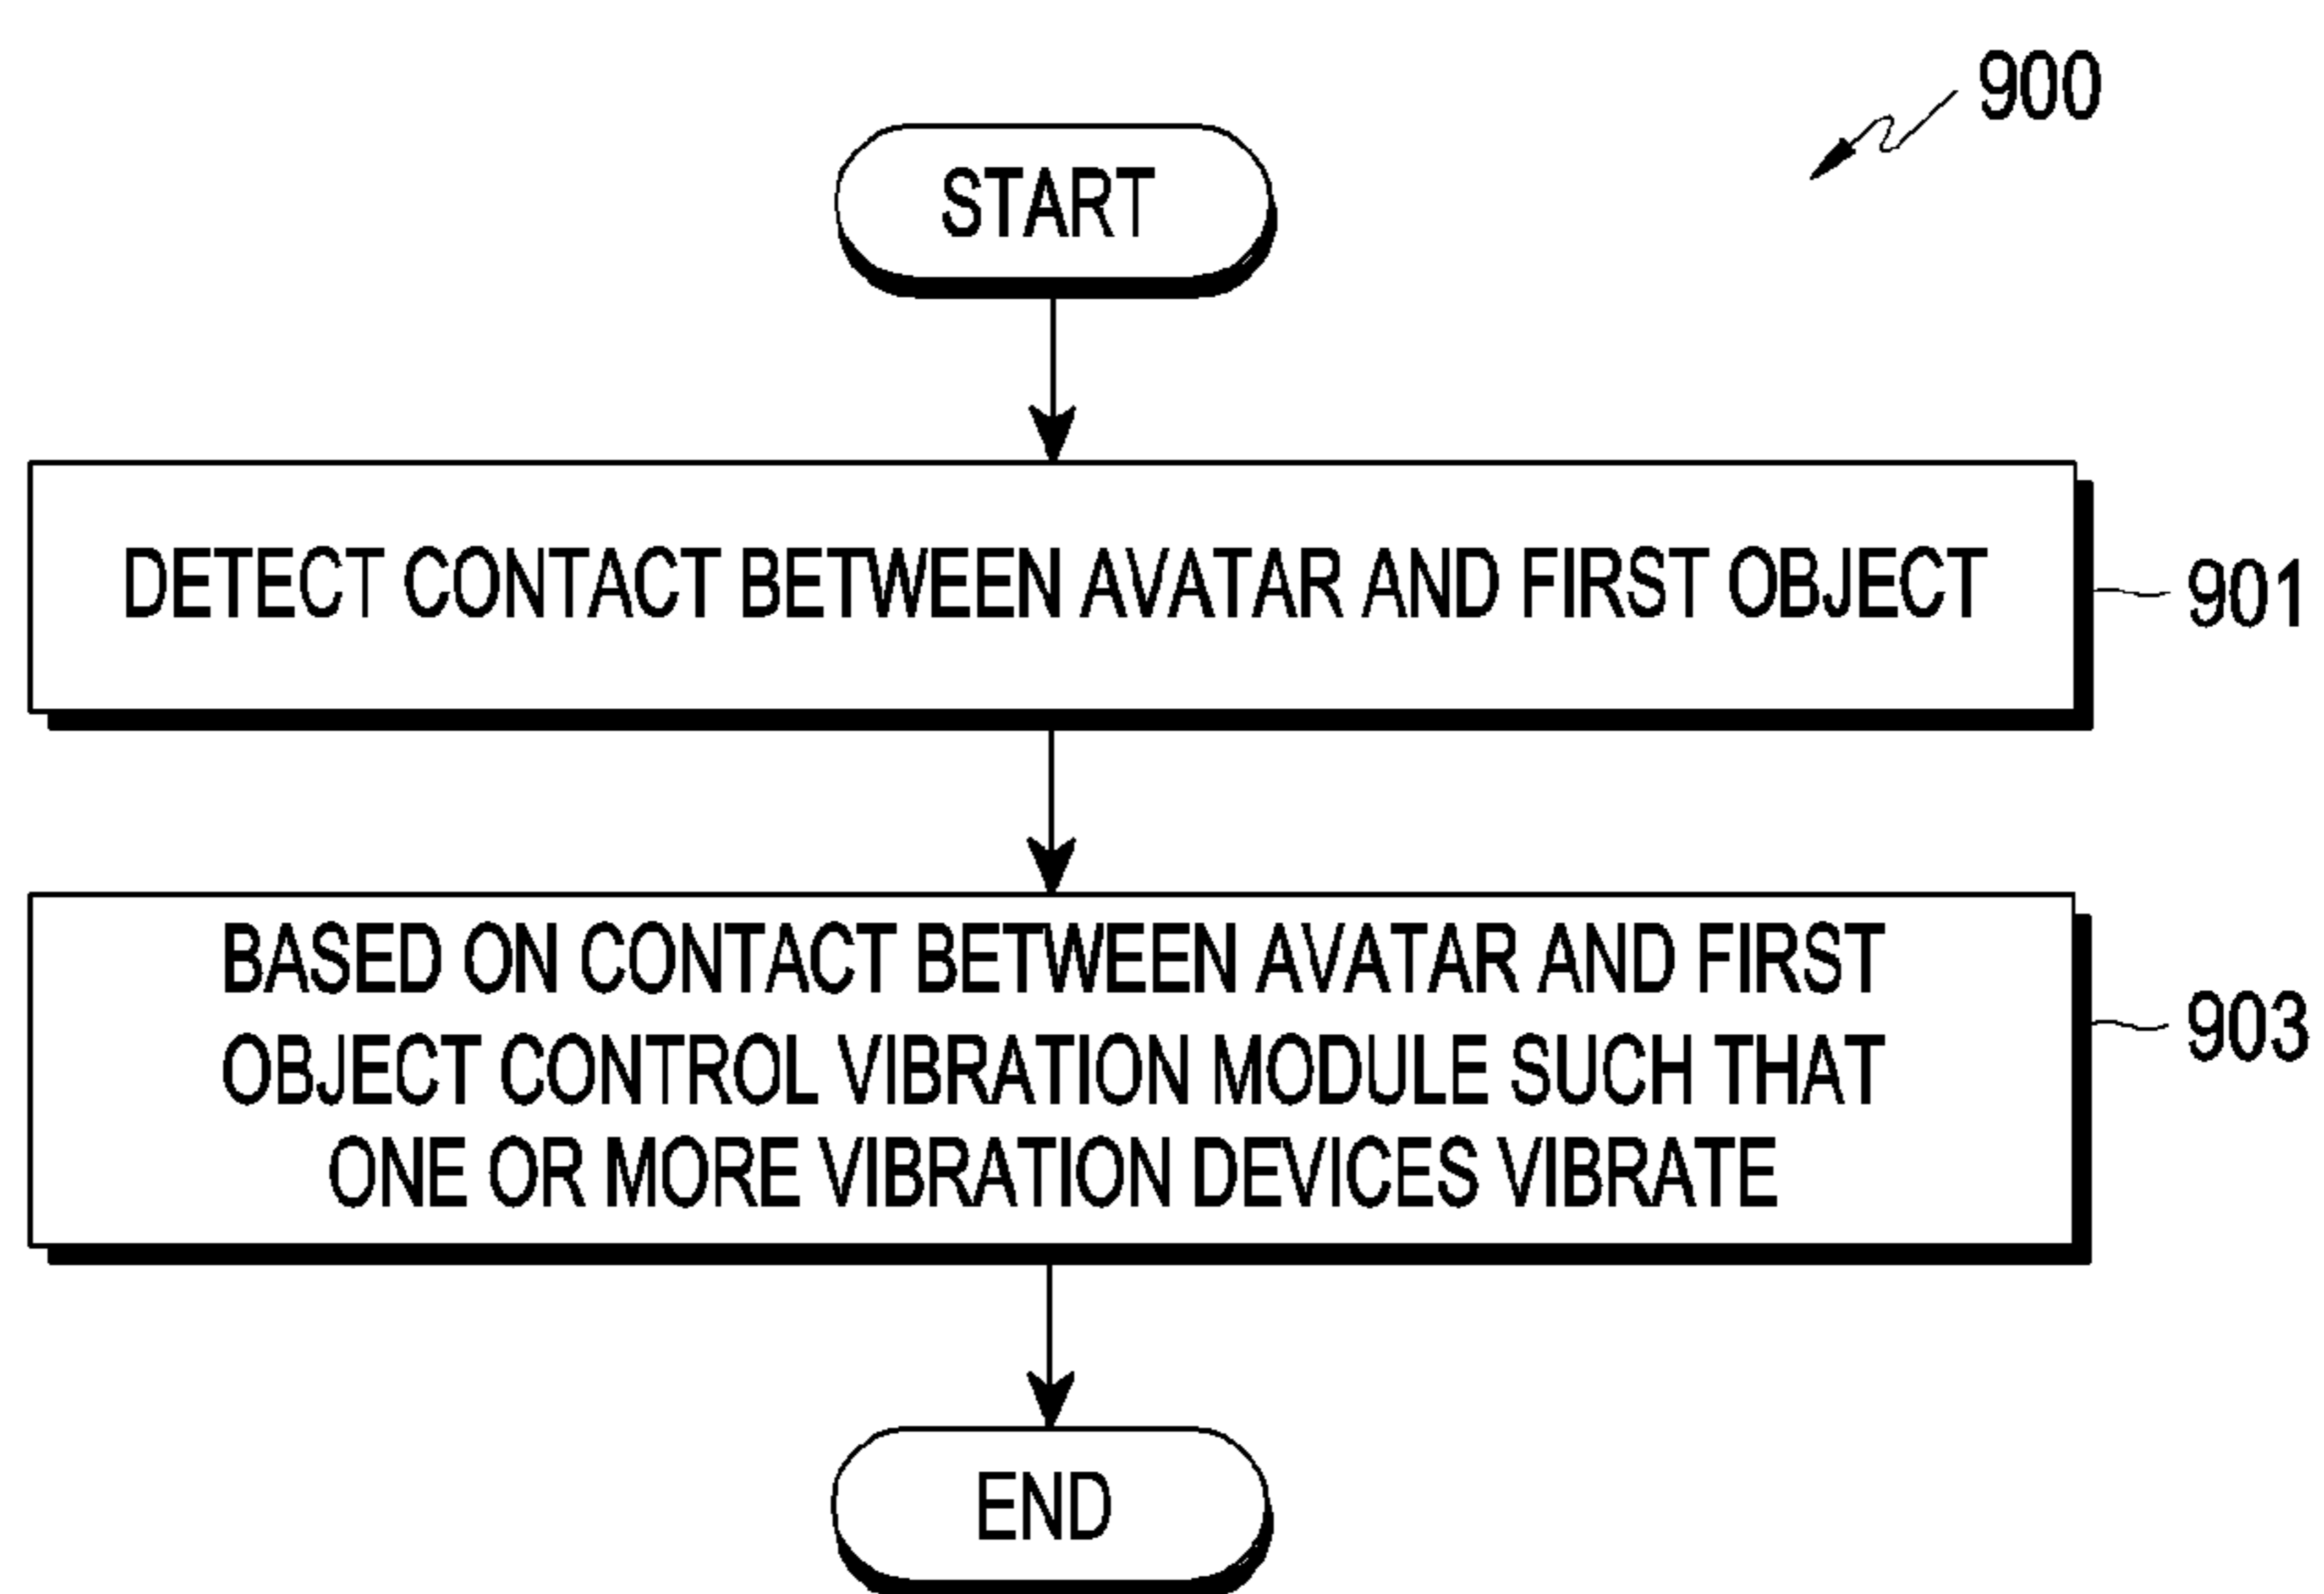 900
START
DETECT CONTACT BETWEEN AVATAR AND FIRST OBJECT
901
BASED ON CONTACT BETWEEN AVATAR AND FIRST
OBJECT CONTROL VIBRATION MODULE SUCH THAT
ONE OR MORE VIBRATION DEVICES VIBRATE
903
END